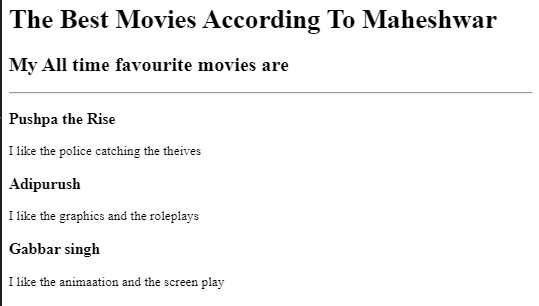 The Best Movies According To Maheshwar
My All time favourite movies are
Pushpa the Rise
I like the police catching the theives
Adipurush
I like the graphics and the roleplays
Gabbar singh
I like the animaation and the screen play